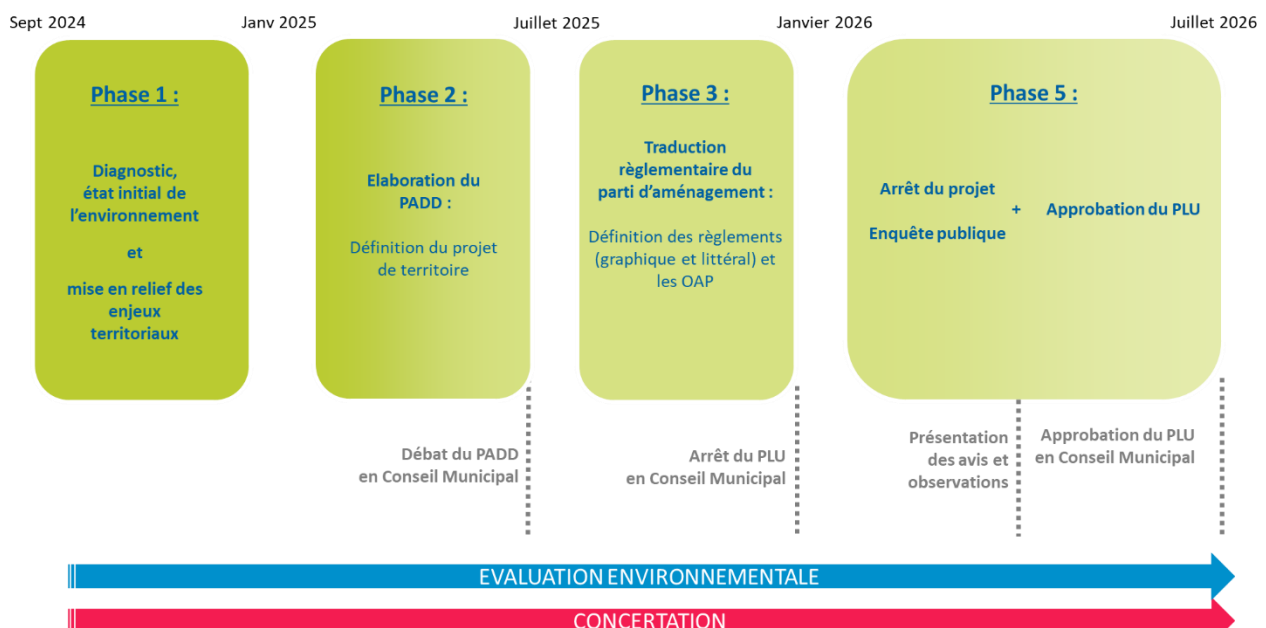 Sept 2024
Janv 2025
Juillet 2025
Janvier 2026
Juillet 2026
Phase 1 :
Diagnostic,
état initial de
l'environnement
et
mise en relief des
enjeux
territoriaux
Phase 2 :
Elaboration du
PADD :
Définition du projet
de territoire
Phase 3 :
Traduction
règlementaire du
parti d'aménagement :
Définition des règlements
(graphique et littéral) et
les OAP
Phase 5 :
Arrêt du projet
Enquête publique
+
Approbation du PLU
Débat du PADD
en Conseil Municipal
Arrêt du PLU
en Conseil Municipal
Présentation
des avis et
observations
Approbation du PLU
en Conseil Municipal
EVALUATION ENVIRONNEMENTALE
CONCERTATION